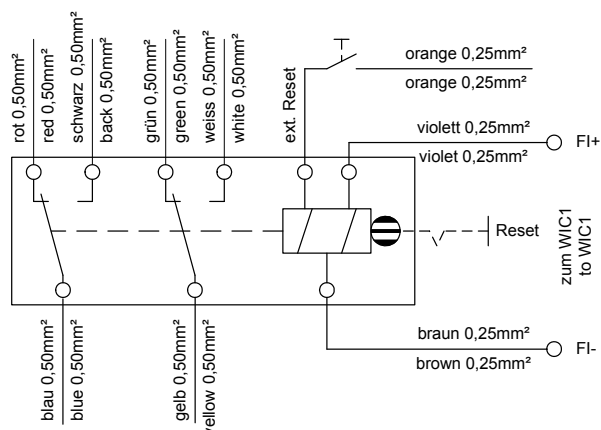 rot 0,50mm²
red 0,50mm²
schwarz 0,50mm²
back 0,50mm²
grün 0,50mm²
green 0,50mm²
weiss 0,50mm²
white 0,50mm²
ext. Reset
orange 0,25mm²
orange 0,25mm²
violett 0,25mm²
violet 0,25mm²
FI+
Reset
zum WIC1
to WIC1
braun 0,25mm²
brown 0,25mm²
FI-
blau 0,50mm²
blue 0,50mm²
gelb 0,50mm²
yellow 0,50mm²